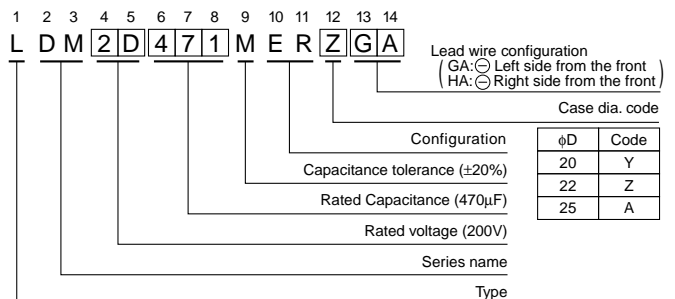 1 2 3 4 5 6 7 8 9 10 11 12 13 14
L D M 2 D 4 7 1 M E R Z G A
Lead wire configuration
( GA:⊖ Left side from the front
HA:⊖ Right side from the front )
Case dia. code
Configuration
Capacitance tolerance (±20%)
Rated Capacitance (470µF)
Rated voltage (200V)
Series name
Type
ϕD Code
20 Y
22 Z
25 A